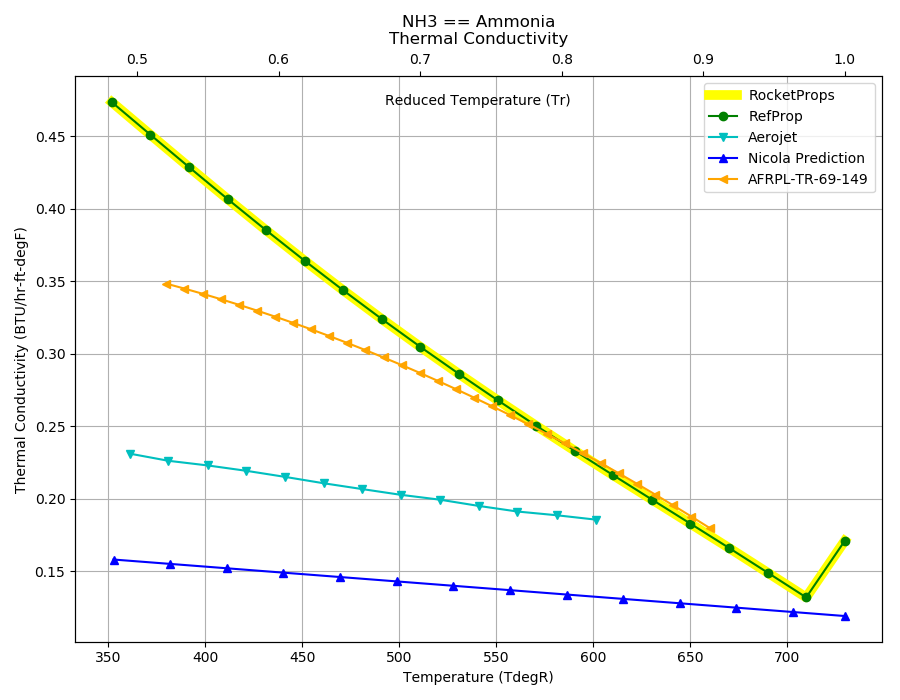 NH3 == Ammonia
Thermal Conductivity
0.5 0.6 0.7 0.8 0.9 1.0
Reduced Temperature (Tr)
RocketProps
RefProp
Aerojet
Nicola Prediction
AFRPL-TR-69-149
Thermal Conductivity (BTU/hr-ft-degF)
0.45
0.40
0.35
0.30
0.25
0.20
0.15
350 400 450 500 550 600 650 700
Temperature (TdegR)